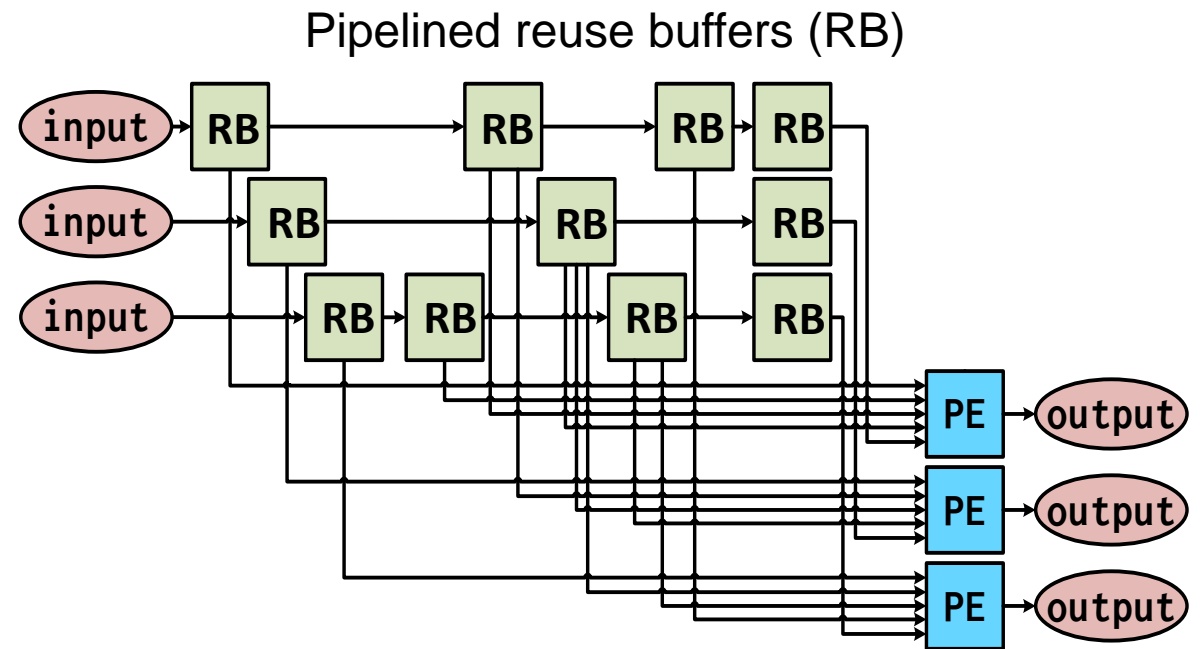 Pipelined reuse buffers (RB)
input RB RB RB RB
input RB RB RB
input RB RB RB RB
PE output
PE output
PE output